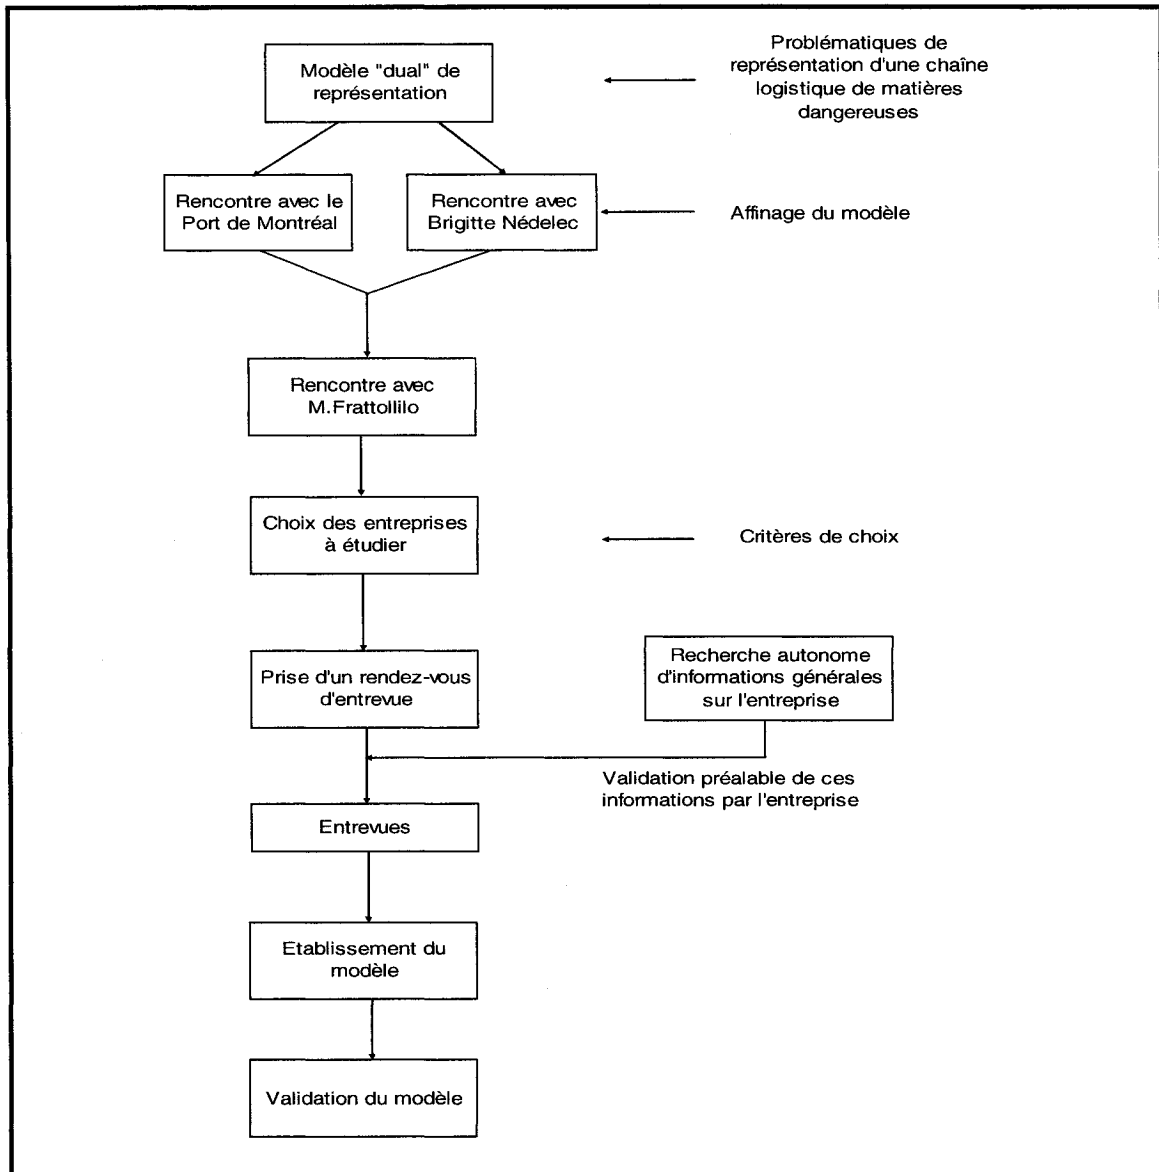 Modèle "dual" de
représentation
Problématiques de
représentation d'une chaîne
logistique de matières
dangereuses
Rencontre avec le
Port de Montréal
Rencontre avec
Brigitte Nédelec
Affinage du modèle
Rencontre avec
M.Frattollilo
Choix des entreprises
à étudier
Critères de choix
Prise d'un rendez-vous
d'entrevue
Recherche autonome
d'informations générales
sur l'entreprise
Validation préalable de ces
informations par l'entreprise
Entrevues
Etablissement du
modèle
Validation du modèle